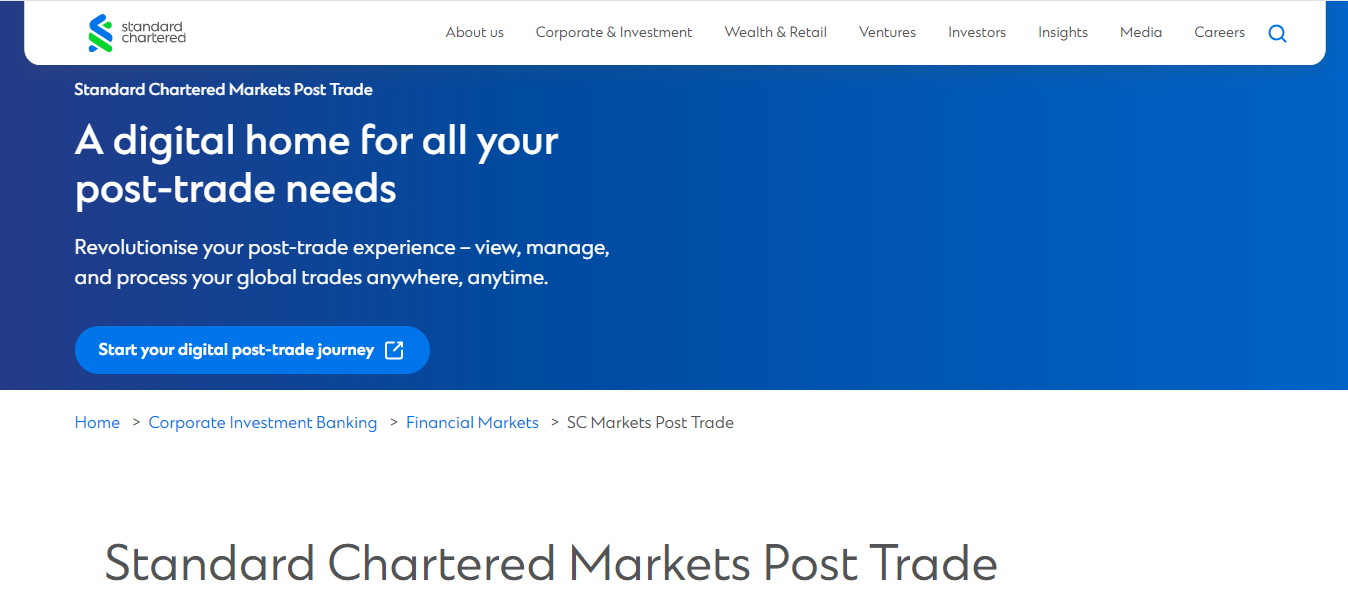 standard
chartered
About us
Corporate & Investment
Wealth & Retail
Ventures
Investors
Insights
Media
Careers
Standard Chartered Markets Post Trade
A digital home for all your
post-trade needs
Revolutionise your post-trade experience – view, manage,
and process your global trades anywhere, anytime.
Start your digital post-trade journey
Home > Corporate Investment Banking > Financial Markets > SC Markets Post Trade
Standard Chartered Markets Post Trade